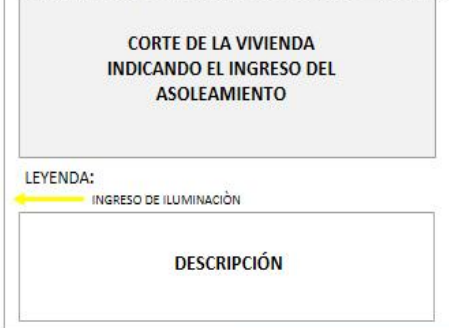 CORTE DE LA VIVIENDA
INDICANDO EL INGRESO DEL
ASOLEAMIENTO
LEYENDA:
INGRESO DE ILUMINACIÒN
DESCRIPCIÓN